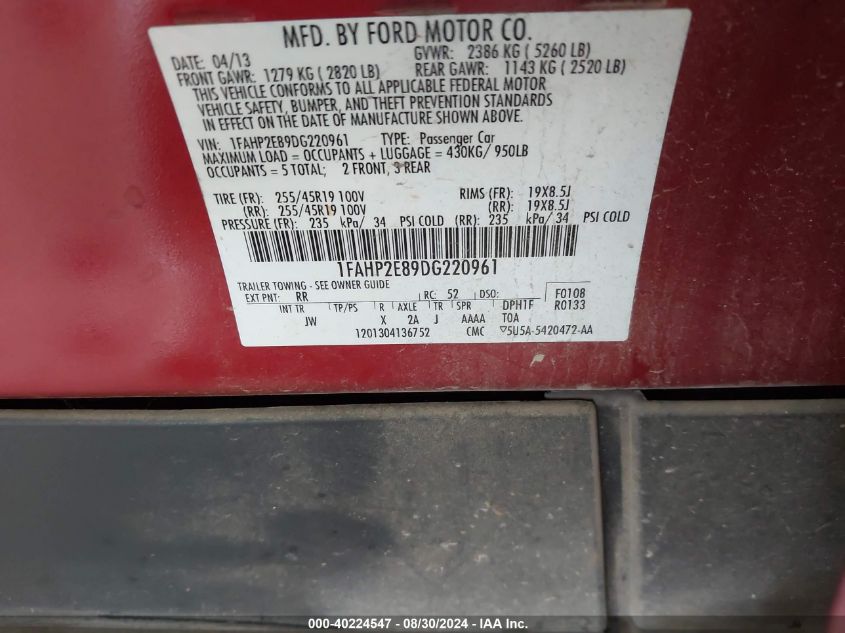 MFD. BY FORD MOTOR CO.
DATE: 04/13 GVWR: 2386 KG ( 5260 LB)
FRONT GAWR: 1279 KG ( 2820 LB) REAR GAWR: 1143 KG ( 2520 LB)
THIS VEHICLE CONFORMS TO ALL APPLICABLE FEDERAL MOTOR
VEHICLE SAFETY, BUMPER, AND THEFT PREVENTION STANDARDS
IN EFFECT ON THE DATE OF MANUFACTURE SHOWN ABOVE.
VIN: 1FAHP2E89DG220961 TYPE: Passenger Car
MAXIMUM LOAD = OCCUPANTS + LUGGAGE = 430KG/ 950LB
OCCUPANTS = 5 TOTAL; 2 FRONT, 3 REAR
TIRE (FR): 255/45R19 100V RIMS (FR): 19X8.5J
(RR): 255/45R19 100V (RR): 19X8.5J
PRESSURE (FR): 235 kPa/ 34 PSI COLD (RR): 235 kPa/ 34 PSI COLD
1FAHP2E89DG220961
TRAILER TOWING - SEE OWNER GUIDE
EXT PNT: RR RC: 52 DSO: F0108
INT TR TP/PS R AXLE TR SPR DPH1F R0133
JW X 2A J AAAA TOA
1201304136752 CMC ▽5U5A-5420472-AA
000-40224547 - 08/30/2024 - IAA Inc.